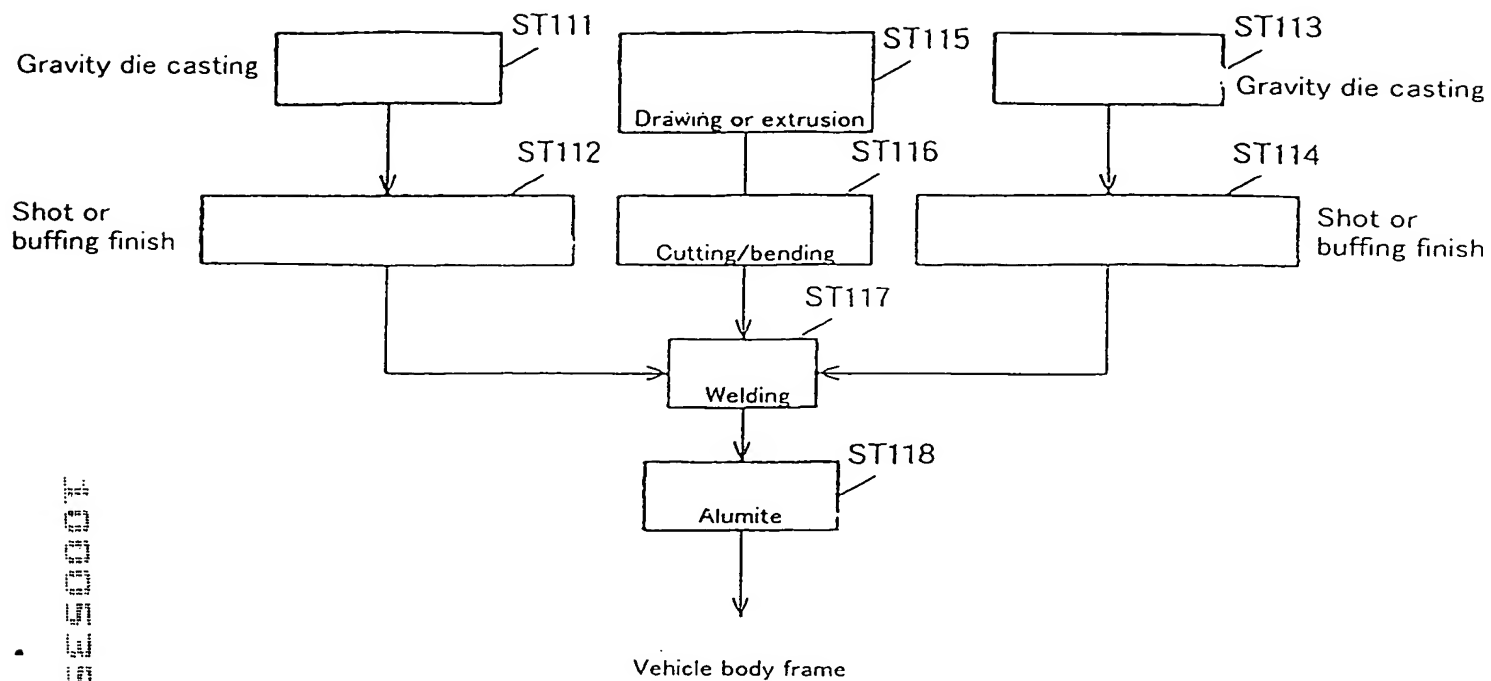 ST111
Gravity die casting
ST115
Drawing or extrusion
ST113
Gravity die casting
ST112
Shot or
buffing finish
ST116
Cutting/bending
ST114
Shot or
buffing finish
ST117
Welding
ST118
Alumite
Vehicle body frame